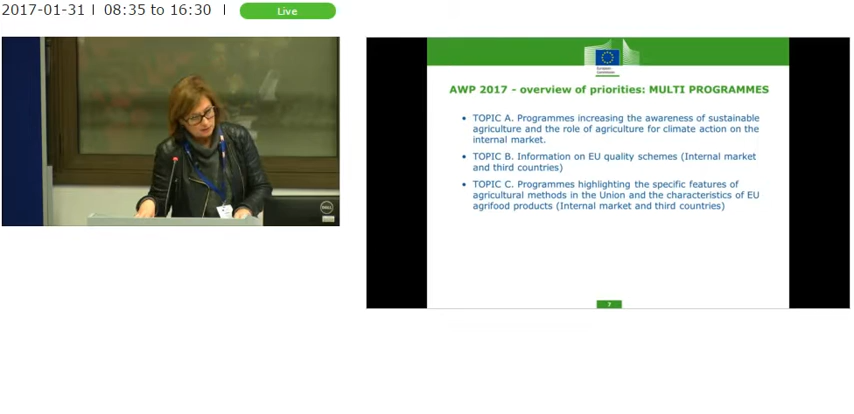 2017-01-31 | 08:35 to 16:30 |
Live
DELL
European
Commission
AWP 2017 - overview of priorities: MULTI PROGRAMMES
• TOPIC A. Programmes increasing the awareness of sustainable
agriculture and the role of agriculture for climate action on the
internal market.
• TOPIC B. Information on EU quality schemes (Internal market
and third countries)
• TOPIC C. Programmes highlighting the specific features of
agricultural methods in the Union and the characteristics of EU
agrifood products (Internal market and third countries)
7